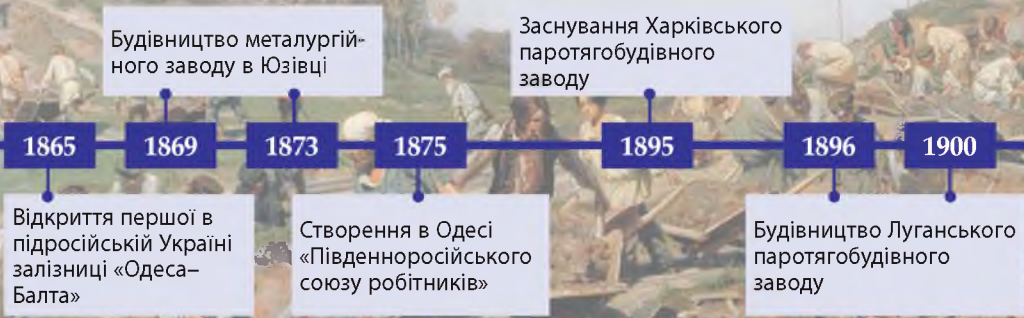 Будівництво металургій-
ного заводу в Юзівці
Заснування Харківського
паротягобудівного
заводу
1865
1869
1873
1875
1895
1896
1900
Відкриття першої в
підросійській Україні
залізниці «Одеса–
Балта»
Створення в Одесі
«Південноросійського
союзу робітників»
Будівництво Луганського
паротягобудівного
заводу